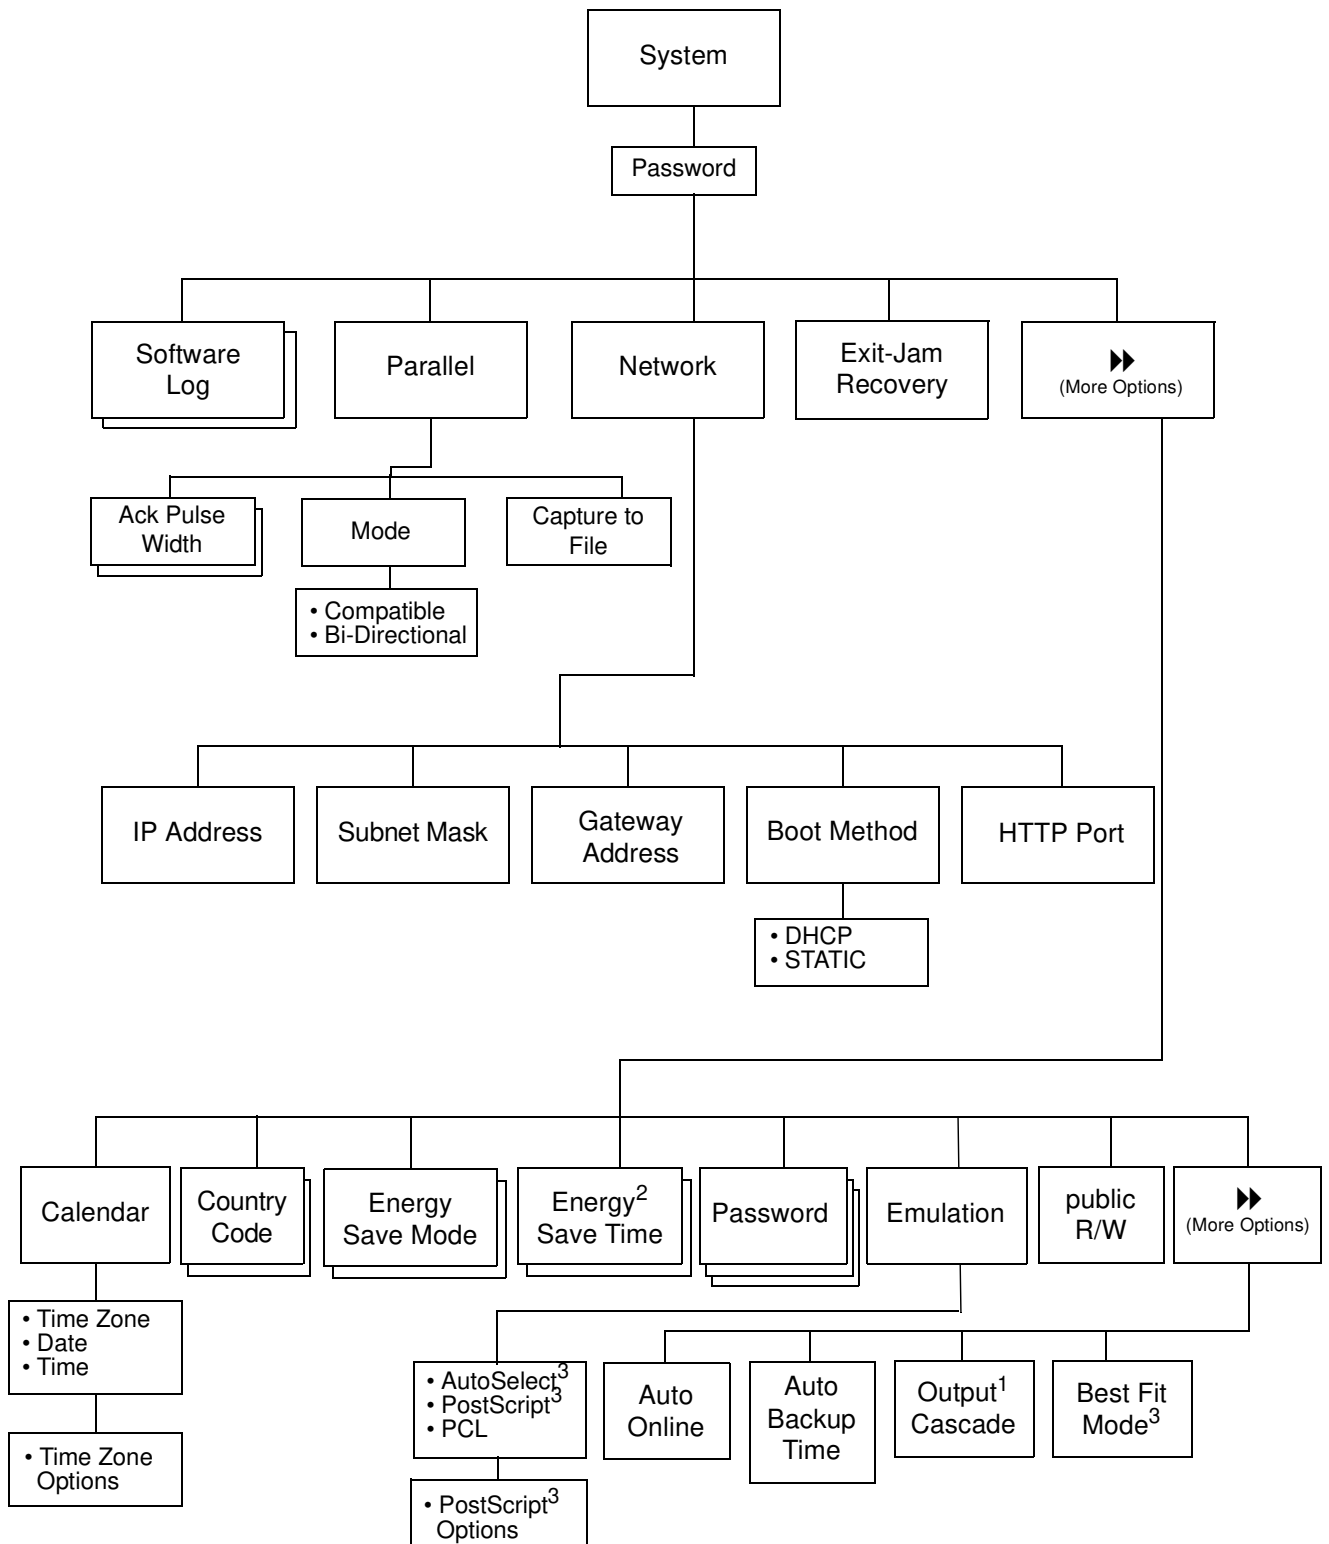 System
Password
Software
Log
Parallel
Network
Exit-Jam
Recovery
(More Options)
Ack Pulse
Width
Mode
Capture to
File
• Compatible
• Bi-Directional
IP Address
Subnet Mask
Gateway
Address
Boot Method
HTTP Port
• DHCP
• STATIC
Calendar
Country
Code
Energy
Save Mode
Energy2
Save Time
Password
Emulation
public
R/W
(More Options)
• Time Zone
• Date
• Time
• Time Zone
Options
• AutoSelect3
• PostScript3
• PCL
• PostScript3
Options
Auto
Online
Auto
Backup
Time
Output1
Cascade
Best Fit
Mode3